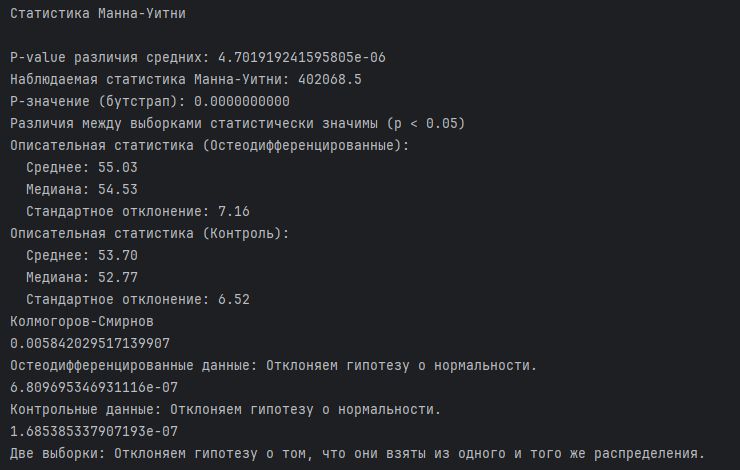 Статистика Манна-Уитни
P-value различия средних: 4.701919241595805e-06
Наблюдаемая статистика Манна-Уитни: 402068.5
P-значение (бутстрап): 0.0000000000
Различия между выборками статистически значимы (p < 0.05)
Описательная статистика (Остеодифференцированные):
  Среднее: 55.03
  Медиана: 54.53
  Стандартное отклонение: 7.16
Описательная статистика (Контроль):
  Среднее: 53.70
  Медиана: 52.77
  Стандартное отклонение: 6.52
Колмогоров-Смирнов
0.005842029517139907
Остеодифференцированные данные: Отклоняем гипотезу о нормальности.
6.809695346931116e-07
Контрольные данные: Отклоняем гипотезу о нормальности.
1.685385337907193e-07
Две выборки: Отклоняем гипотезу о том, что они взяты из одного и того же распределения.